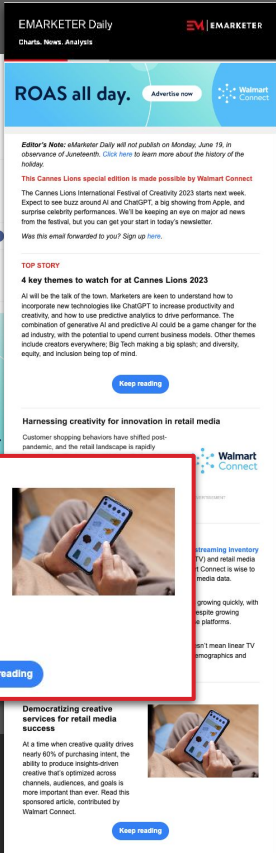 EMARKETER Daily
EMARKETER
Charts. News. Analysis
ROAS all day.
Advertise now
Walmart
Connect
Editor's Note: eMarketer Daily will not publish on Monday, June 19, in
observance of Juneteenth. Click here to learn more about the history of the
holiday.
This Cannes Lions special edition is made possible by Walmart Connect
The Cannes Lions International Festival of Creativity 2023 starts next week.
Expect to see buzz around AI and ChatGPT, a big showing from Apple, and
surprise celebrity performances. We'll be keeping an eye on major ad news
from the festival, but you can get your start in today's newsletter.
Was this email forwarded to you? Sign up here.
TOP STORY
4 key themes to watch for at Cannes Lions 2023
AI will be the talk of the town. Marketers are keen to understand how to
incorporate new technologies like ChatGPT to increase productivity and
creativity, and how to use predictive analytics to drive performance. The
combination of generative AI and predictive AI could be a game changer for the
ad industry, with the potential to upend current business models. Other themes
include creators everywhere; Big Tech making a big splash; and diversity,
equity, and inclusion being top of mind.
Keep reading
Harnessing creativity for innovation in retail media
Customer shopping behaviors have shifted post-
pandemic, and the retail landscape is rapidly
Walmart
Connect
ADVERTISEMENT
streaming inventory
TV) and retail media
t Connect is wise to
media data.
growing quickly, with
espite growing
e platforms.
sn't mean linear TV
emographics and
reading
Democratizing creative
services for retail media
success
At a time when creative quality drives
nearly 60% of purchasing intent, the
ability to produce insights-driven
creative that's optimized across
channels, audiences, and goals is
more important than ever. Read this
sponsored article, contributed by
Walmart Connect.
Keep reading